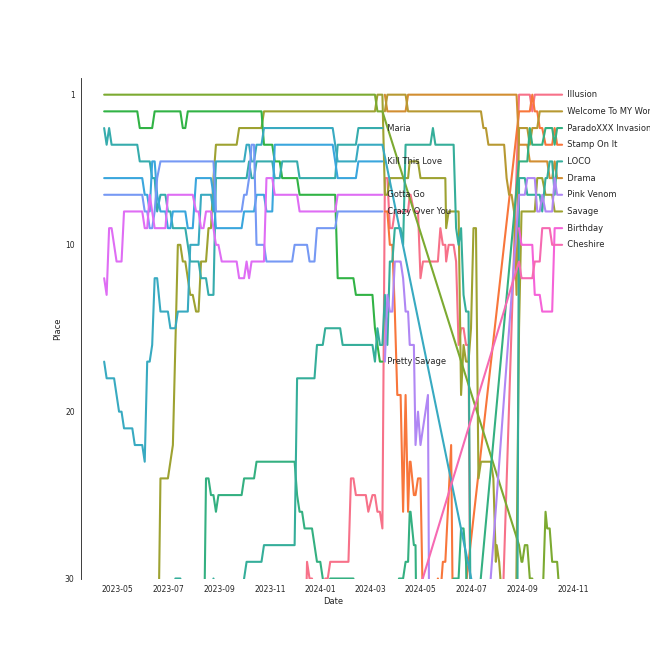 1
Illusion
Welcome To MY Wor
Maria
ParadoXXX Invasion
Stamp On It
Kill This Love
LOCO
Drama
Gotta Go
Pink Venom
Crazy Over You
Savage
Birthday
10
Cheshire
Place
Pretty Savage
20
30
2023-05
2023-07
2023-09
2023-11
2024-01
2024-03
2024-05
2024-07
2024-09
2024-11
Date